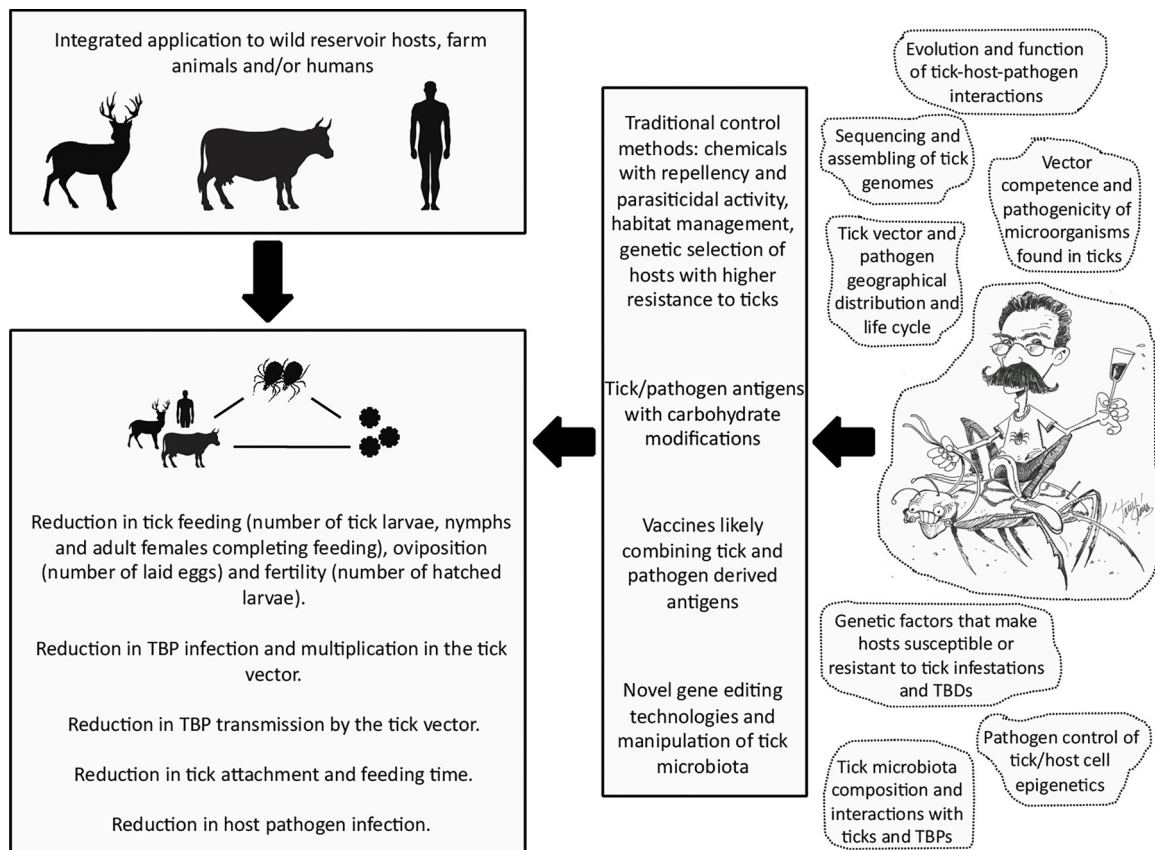 Integrated application to wild reservoir hosts, farm
animals and/or humans
Reduction in tick feeding (number of tick larvae, nymphs
and adult females completing feeding), oviposition
(number of laid eggs) and fertility (number of hatched
larvae).
Reduction in TBP infection and multiplication in the tick
vector.
Reduction in TBP transmission by the tick vector.
Reduction in tick attachment and feeding time.
Reduction in host pathogen infection.
Traditional control
methods: chemicals
with repellency and
parasiticidal activity,
habitat management,
genetic selection of
hosts with higher
resistance to ticks
Tick/pathogen antigens
with carbohydrate
modifications
Vaccines likely
combining tick and
pathogen derived
antigens
Novel gene editing
technologies and
manipulation of tick
microbiota
Evolution and function
of tick-host-pathogen
interactions
Sequencing and
assembling of tick
genomes
Vector
competence and
pathogenicity of
microorganisms
found in ticks
Tick vector and
pathogen
geographical
distribution and
life cycle
Genetic factors that make
hosts susceptible or
resistant to tick infestations
and TBDs
Pathogen control of
tick/host cell
epigenetics
Tick microbiota
composition and
interactions with
ticks and TBPs